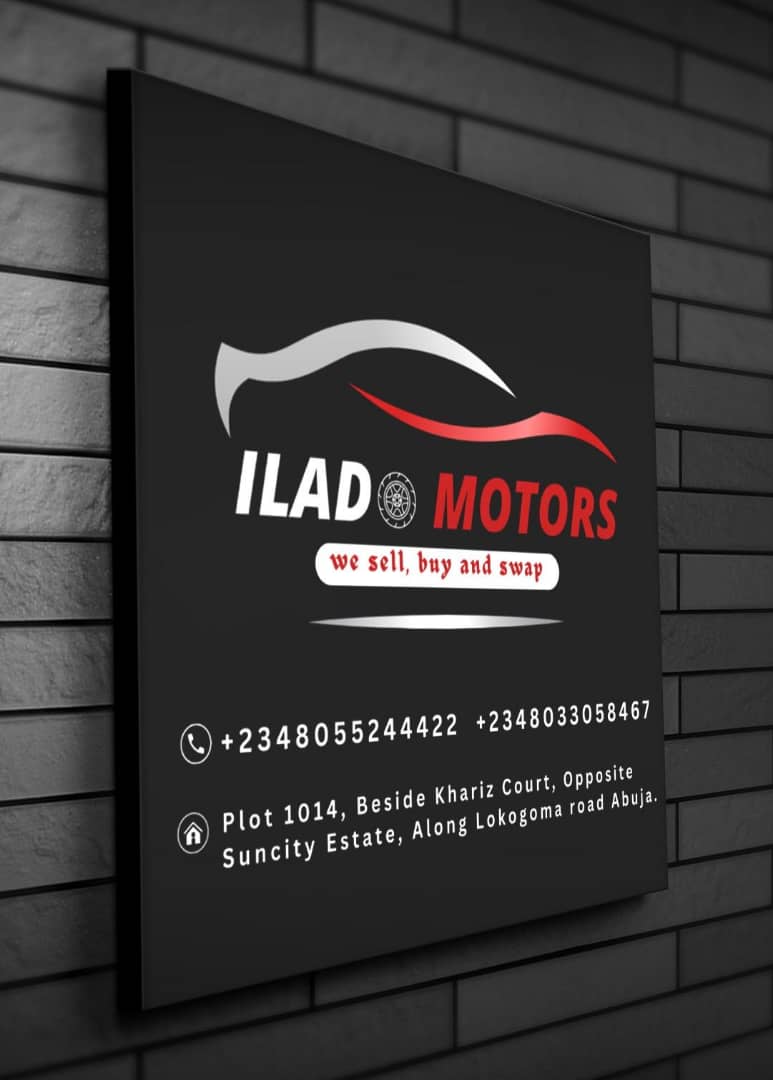 ILADO MOTORS
we sell, buy and swap
+2348055244422 +2348033058467
Plot 1014, Beside Khariz Court, Opposite
Suncity Estate, Along Lokogoma road Abuja.